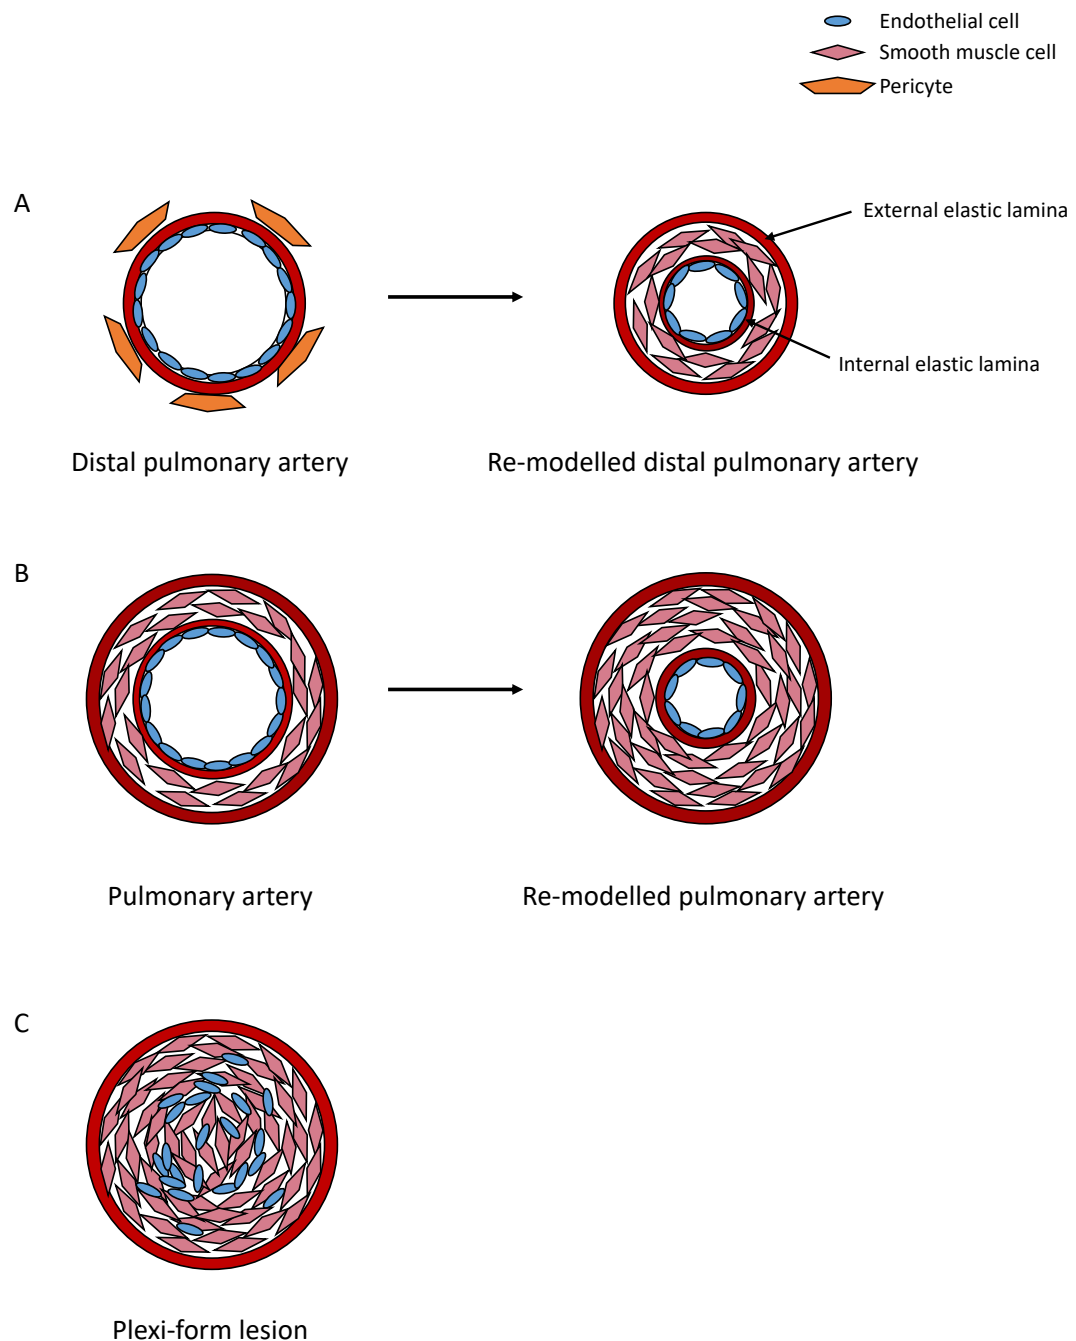 Endothelial cell
Smooth muscle cell
Pericyte
A
External elastic lamina
Internal elastic lamina
Distal pulmonary artery
Re-modelled distal pulmonary artery
B
Pulmonary artery
Re-modelled pulmonary artery
C
Plexi-form lesion